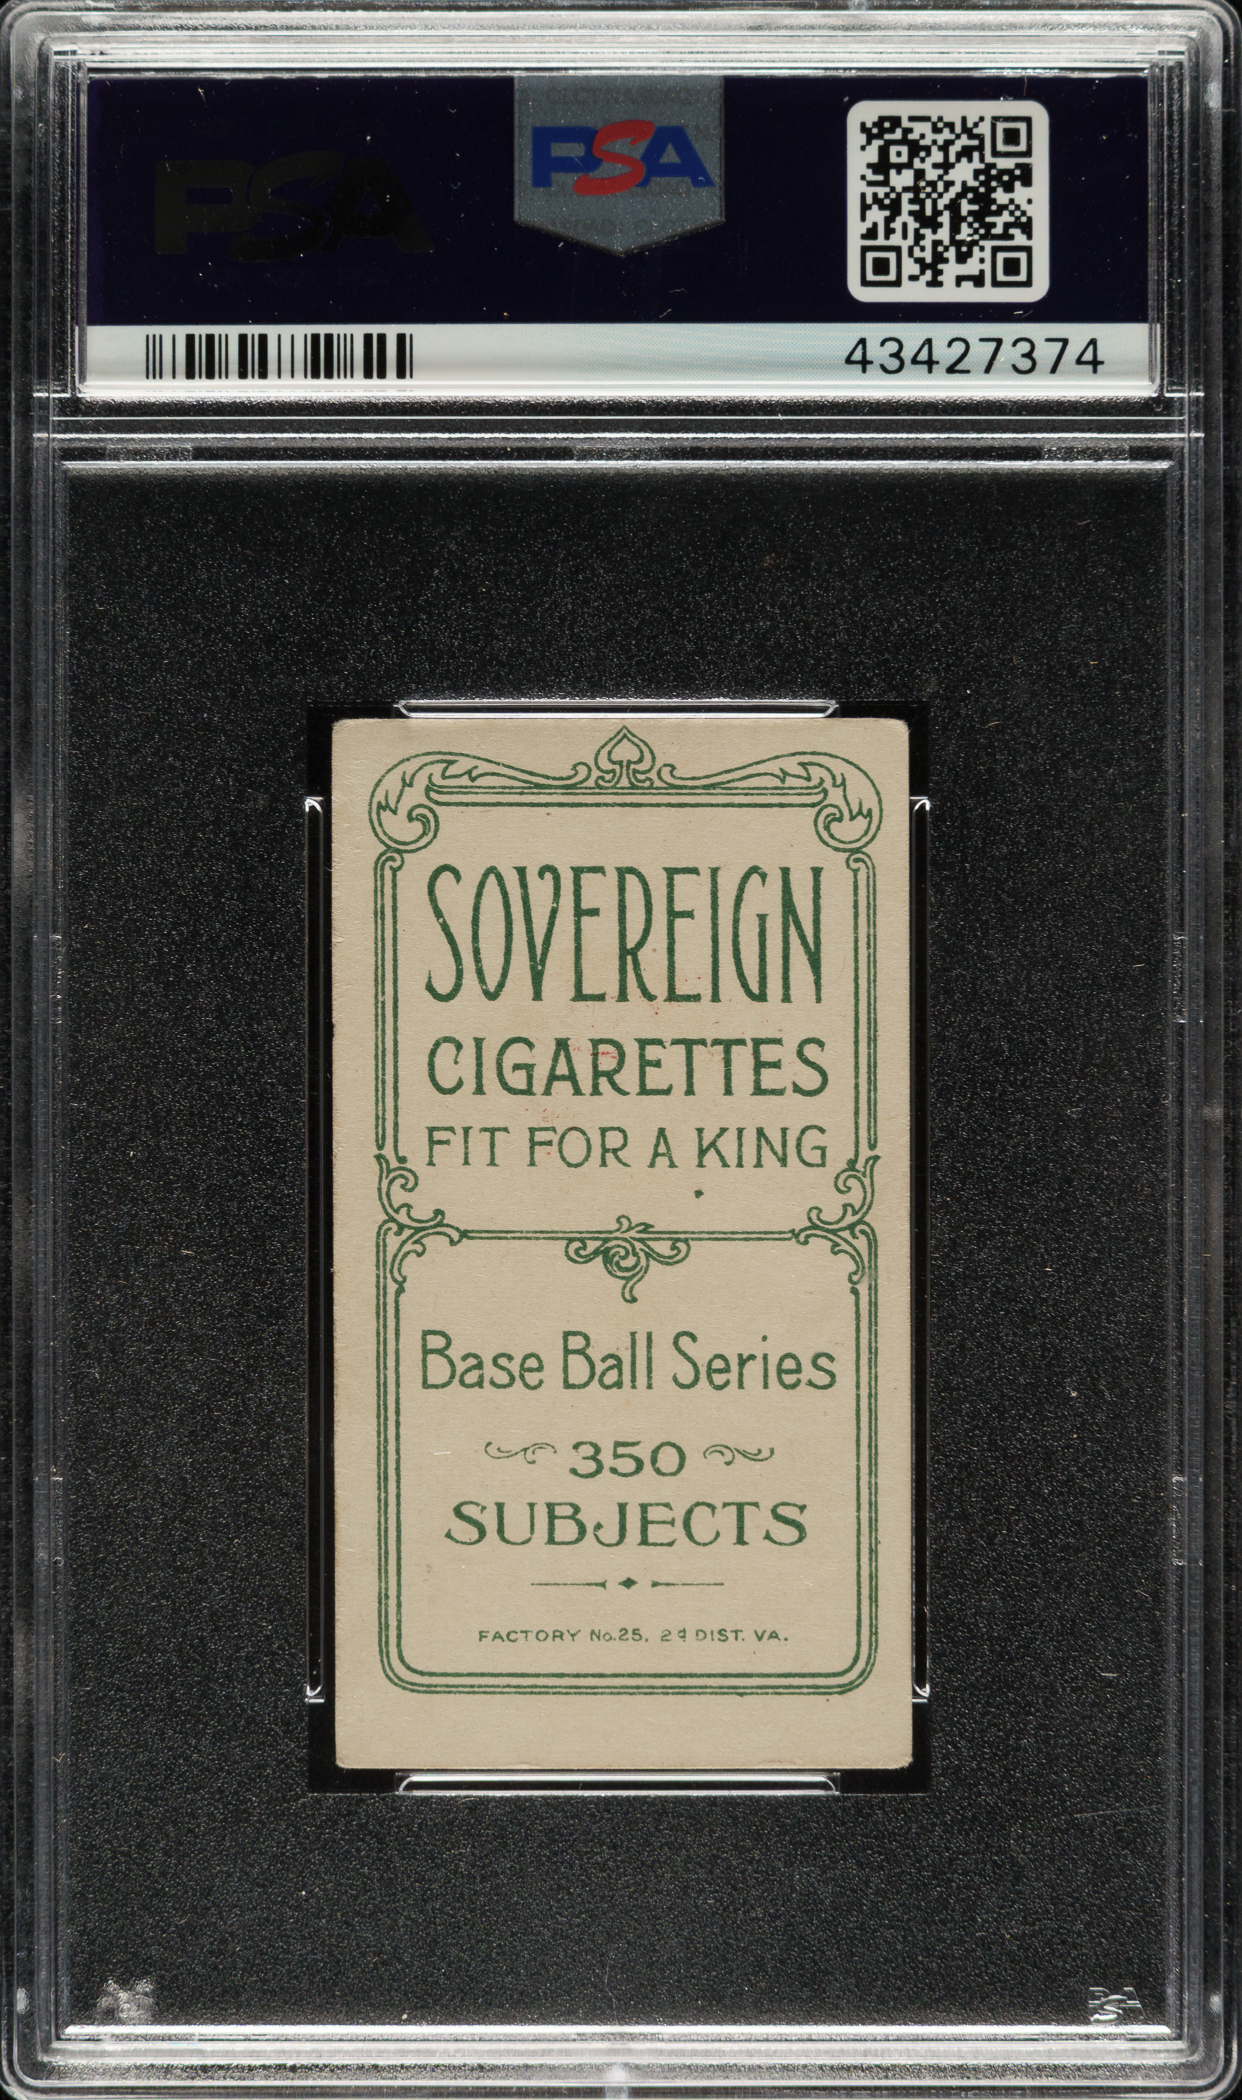 PSA
PSA
43427374
SOVEREIGN
CIGARETTES
FIT FOR A KING
Base Ball Series
350
SUBJECTS
FACTORY No. 25, 2d DIST. VA.
PSA